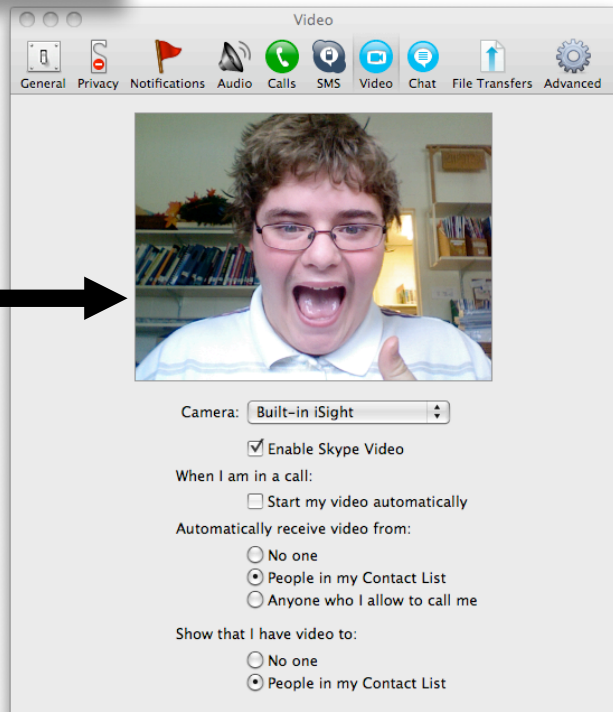 Video
General Privacy Notifications Audio Calls SMS Video Chat File Transfers Advanced
Camera: Built-in iSight
Enable Skype Video
When I am in a call:
Start my video automatically
Automatically receive video from:
No one
People in my Contact List
Anyone who I allow to call me
Show that I have video to:
No one
People in my Contact List